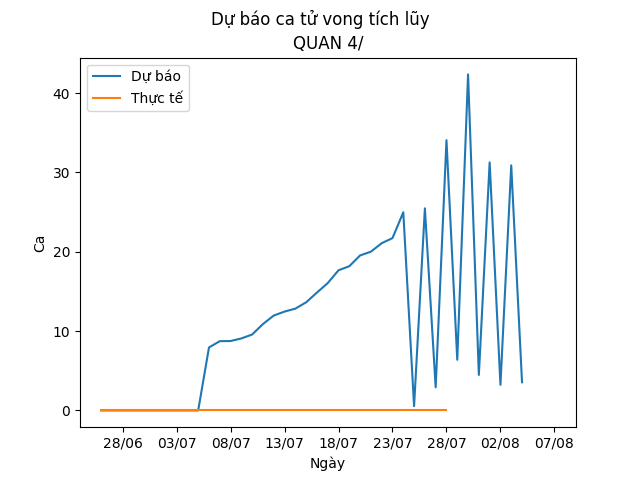 Dự báo ca tử vong tích lũy
QUAN 4/
Dự báo
Thực tế
40
30
20
10
0
Ca
28/06 03/07 08/07 13/07 18/07 23/07 28/07 02/08 07/08
Ngày